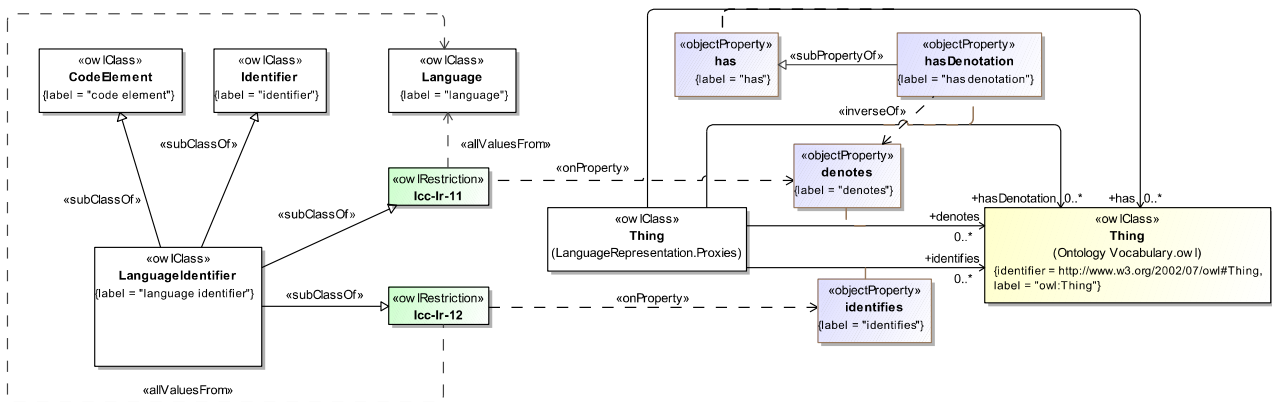 «owlClass»
CodeElement
{label = "code element"}
«owlClass»
Identifier
{label = "identifier"}
«owlClass»
Language
{label = "language"}
«objectProperty»
has
{label = "has"}
«subPropertyOf»
«objectProperty»
hasDenotation
{label = "has denotation"}
«inverseOf»
«subClassOf»
«allValuesFrom»
«onProperty»
«objectProperty»
denotes
{label = "denotes"}
«owlRestriction»
lcc-lr-11
«subClassOf»
«subClassOf»
+hasDenotation
0..*
+has
0..*
«owlClass»
Thing
(LanguageRepresentation.Proxies)
+denotes
0..*
+identifies
0..*
«owlClass»
Thing
(Ontology Vocabulary.owl)
{identifier = http://www.w3.org/2002/07/owl#Thing,
label = "owl:Thing"}
«owlClass»
LanguageIdentifier
{label = "language identifier"}
«subClassOf»
«owlRestriction»
lcc-lr-12
«onProperty»
«objectProperty»
identifies
{label = "identifies"}
«allValuesFrom»